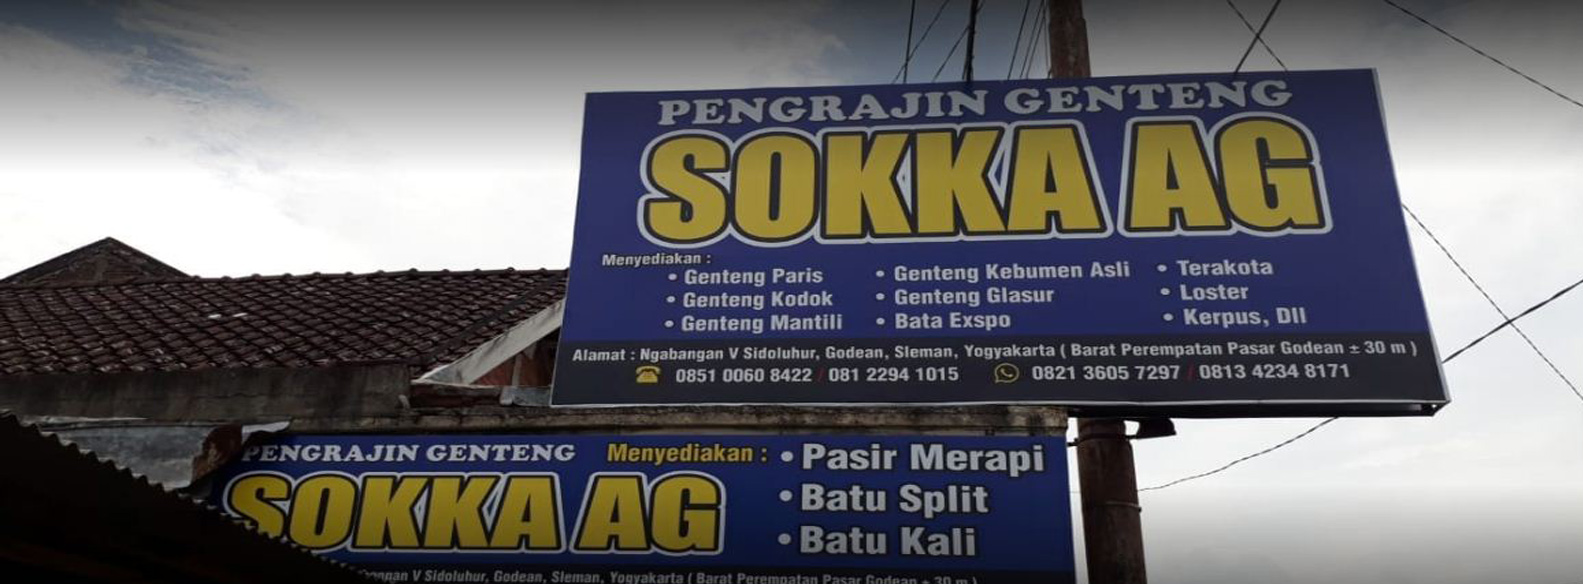 PENGRAJIN GENTENG
SOKKA AG
Menyediakan :
• Genteng Paris
• Genteng Kodok
• Genteng Mantili
• Genteng Kebumen Asli
• Genteng Glasur
• Bata Exspo
• Terakota
• Loster
• Kerpus, Dll
Alamat : Ngabangan V Sidoluhur, Godean, Sleman, Yogyakarta ( Barat Perempatan Pasar Godean ± 30 m )
0851 0060 8422 / 081 2294 1015 0821 3605 7297 / 0813 4234 8171
PENGRAJIN GENTENG
SOKKA AG
Menyediakan :
• Pasir Merapi
• Batu Split
• Batu Kali
V Sidoluhur, Godean, Sleman, Yogyakarta ( Barat Perempatan Pasar Godean ± 30 m )